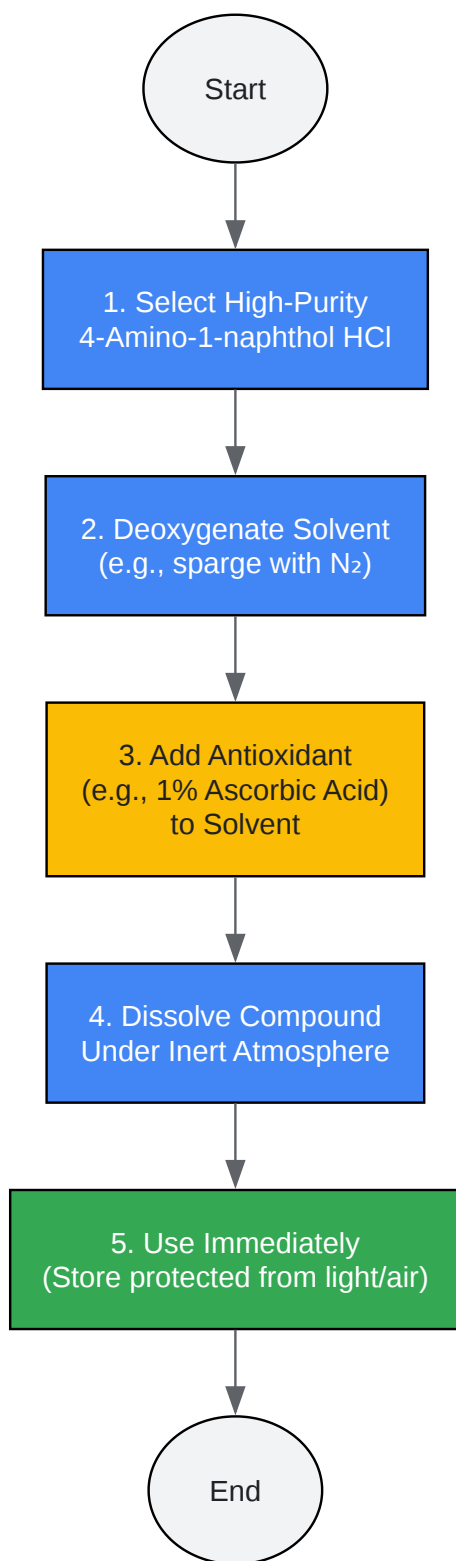 Start
1. Select High-Purity
4-Amino-1-naphthol HCl
2. Deoxygenate Solvent
(e.g., sparge with N₂)
3. Add Antioxidant
(e.g., 1% Ascorbic Acid)
to Solvent
4. Dissolve Compound
Under Inert Atmosphere
5. Use Immediately
(Store protected from light/air)
End